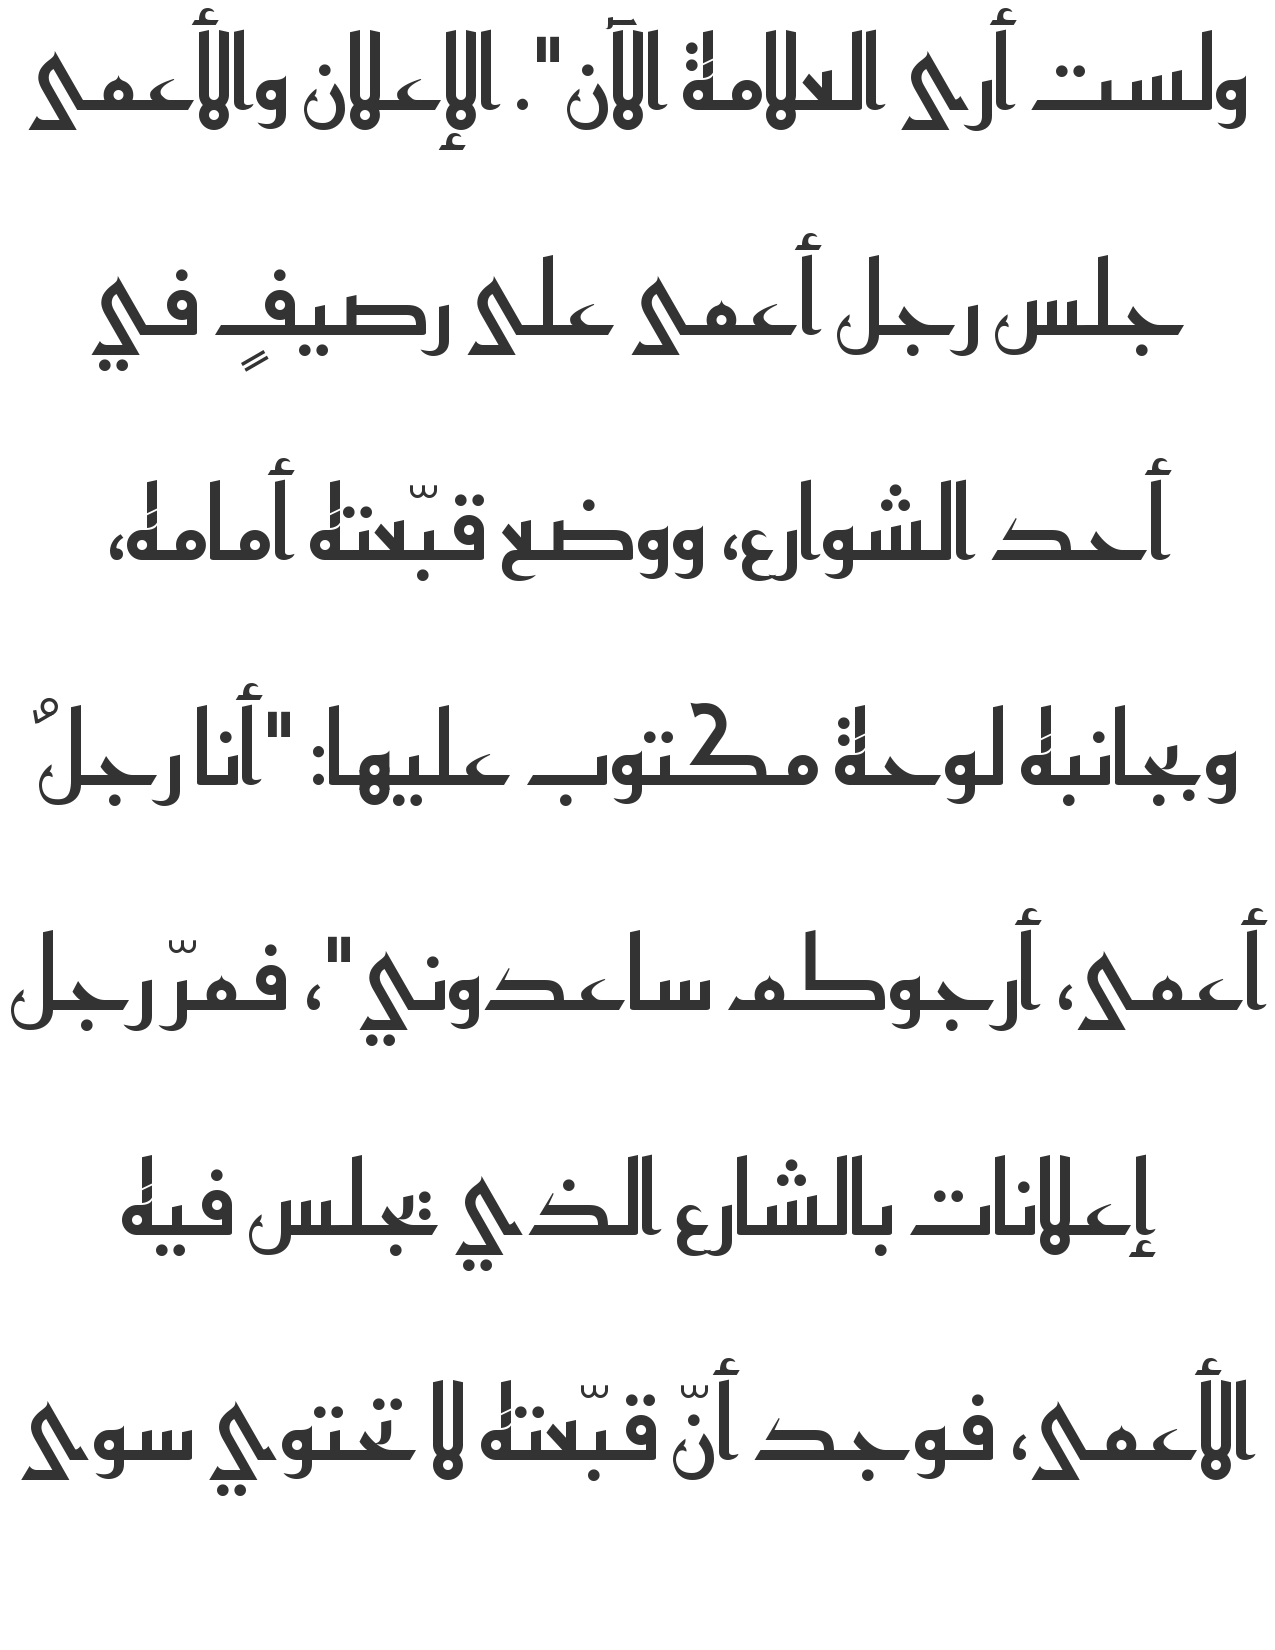 ولست أرى العلامة الآن". الإعلان والأعمى
جلس رجل أعمى على رصيفٍ في
أحد الشوارع، ووضع قبّعته أمامه،
وبجانبه لوحة مكتوب عليها: "أنا رجلٌ
أعمى، أرجوكم ساعدوني"، فمرّ رجل
إعلانات بالشارع الذي يجلس فيه
الأعمى، فوجد أنّ قبّعته لا تحتوي سوى